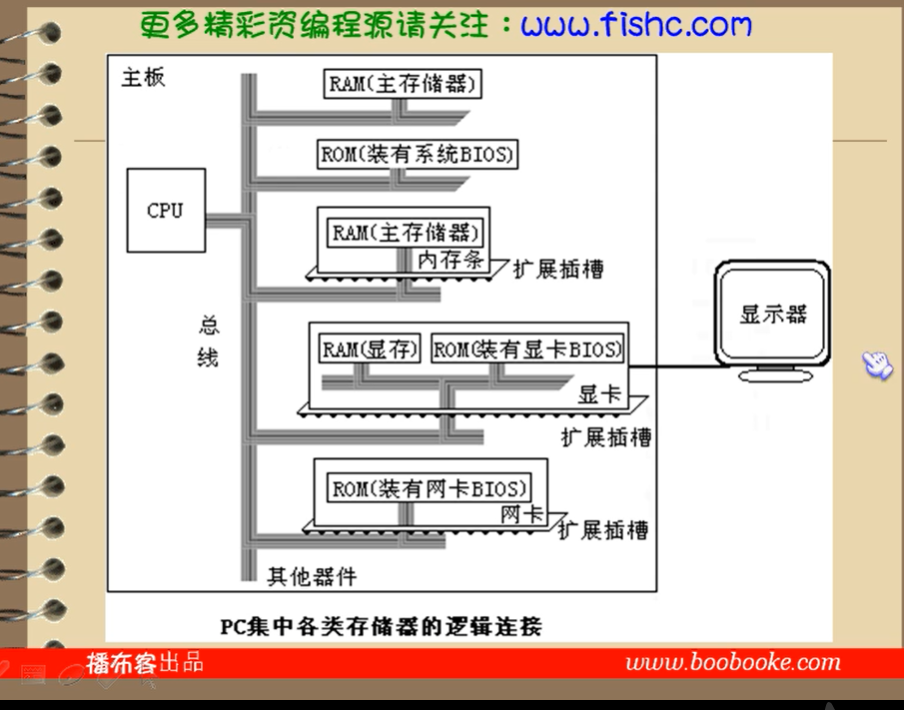 更多精彩资编程源请关注：www.fishc.com
主板
RAM(主存储器)
ROM(装有系统BIOS)
CPU
RAM(主存储器)
内存条
扩展插槽
总线
显示器
RAM(显存)
ROM(装有显卡BIOS)
显卡
扩展插槽
ROM(装有网卡BIOS)
网卡
扩展插槽
其他器件
PC集中各类存储器的逻辑连接
播布客出品
www.boobooke.com